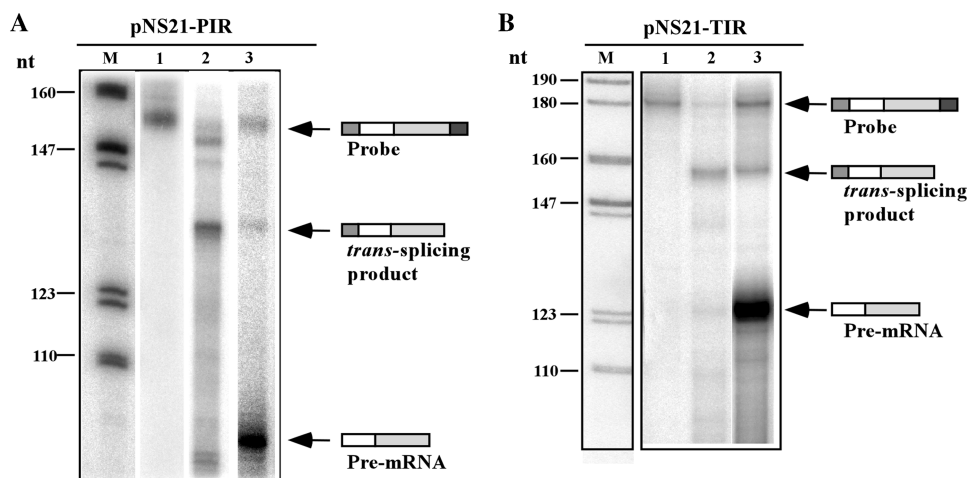 A
pNS21-PIR
nt
M 1 2 3
160
147
123
110
Probe
trans-splicing
product
Pre-mRNA
B
pNS21-TIR
nt
M 1 2 3
190
180
160
147
123
110
Probe
trans-splicing
product
Pre-mRNA